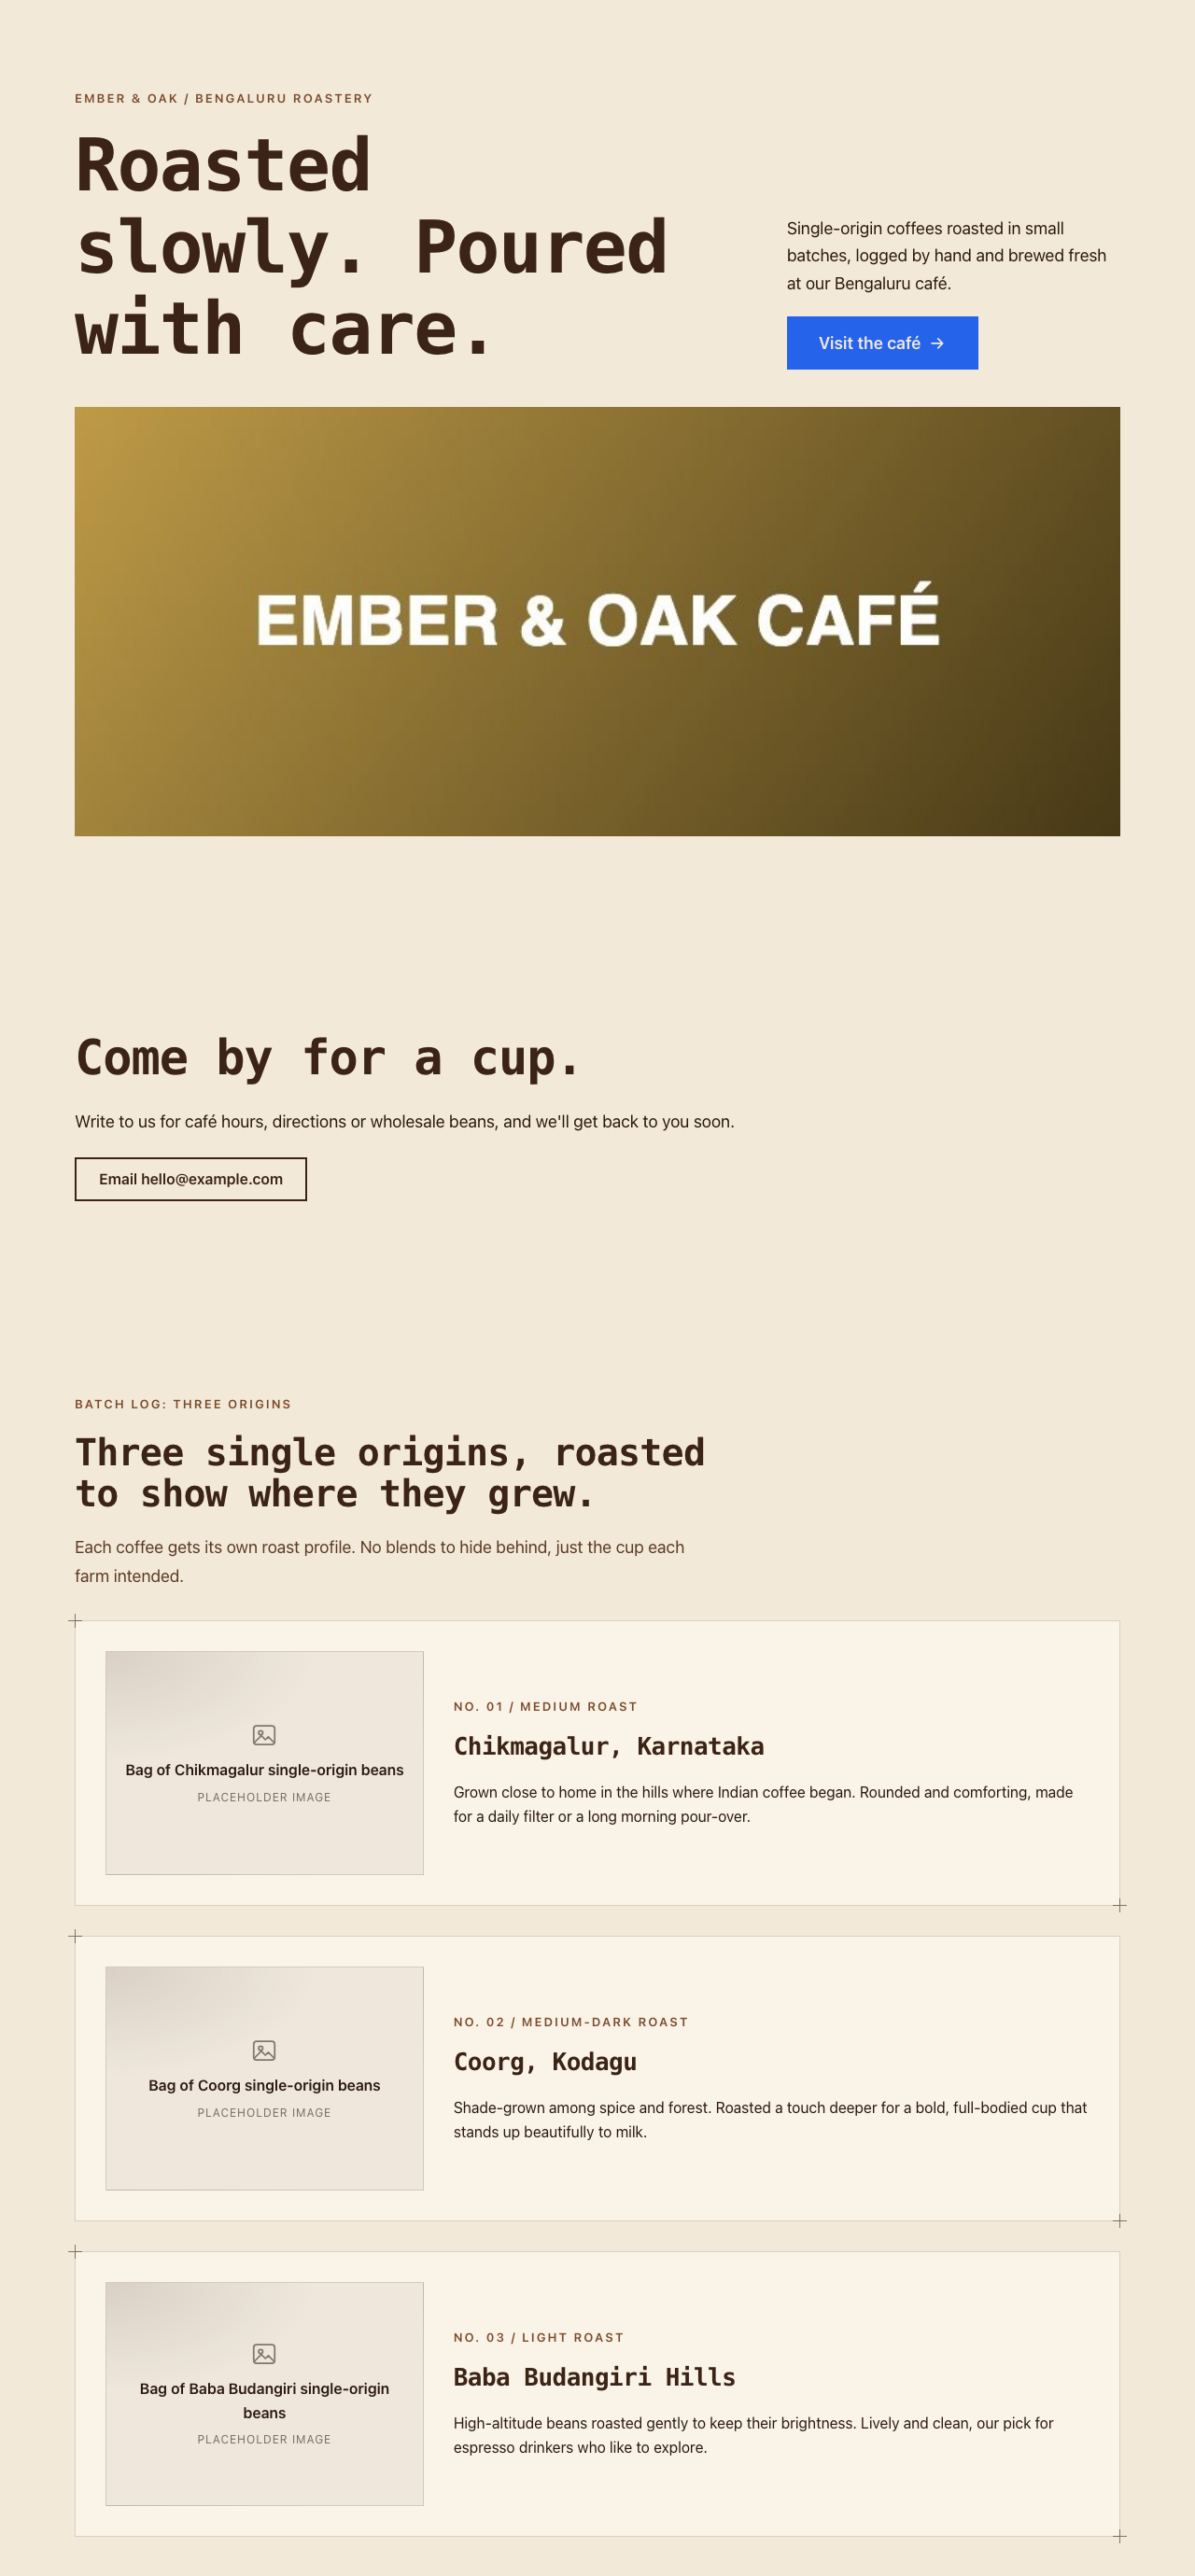 EMBER & OAK / BENGALURU ROASTERY
Roasted
slowly. Poured
with care.
Single-origin coffees roasted in small
batches, logged by hand and brewed fresh
at our Bengaluru café.
Visit the café →
EMBER & OAK CAFÉ
Come by for a cup.
Write to us for café hours, directions or wholesale beans, and we'll get back to you soon.
Email hello@example.com
BATCH LOG: THREE ORIGINS
Three single origins, roasted
to show where they grew.
Each coffee gets its own roast profile. No blends to hide behind, just the cup each
farm intended.
Bag of Chikmagalur single-origin beans
PLACEHOLDER IMAGE
NO. 01 / MEDIUM ROAST
Chikmagalur, Karnataka
Grown close to home in the hills where Indian coffee began. Rounded and comforting, made
for a daily filter or a long morning pour-over.
Bag of Coorg single-origin beans
PLACEHOLDER IMAGE
NO. 02 / MEDIUM-DARK ROAST
Coorg, Kodagu
Shade-grown among spice and forest. Roasted a touch deeper for a bold, full-bodied cup that
stands up beautifully to milk.
Bag of Baba Budangiri single-origin
beans
PLACEHOLDER IMAGE
NO. 03 / LIGHT ROAST
Baba Budangiri Hills
High-altitude beans roasted gently to keep their brightness. Lively and clean, our pick for
espresso drinkers who like to explore.